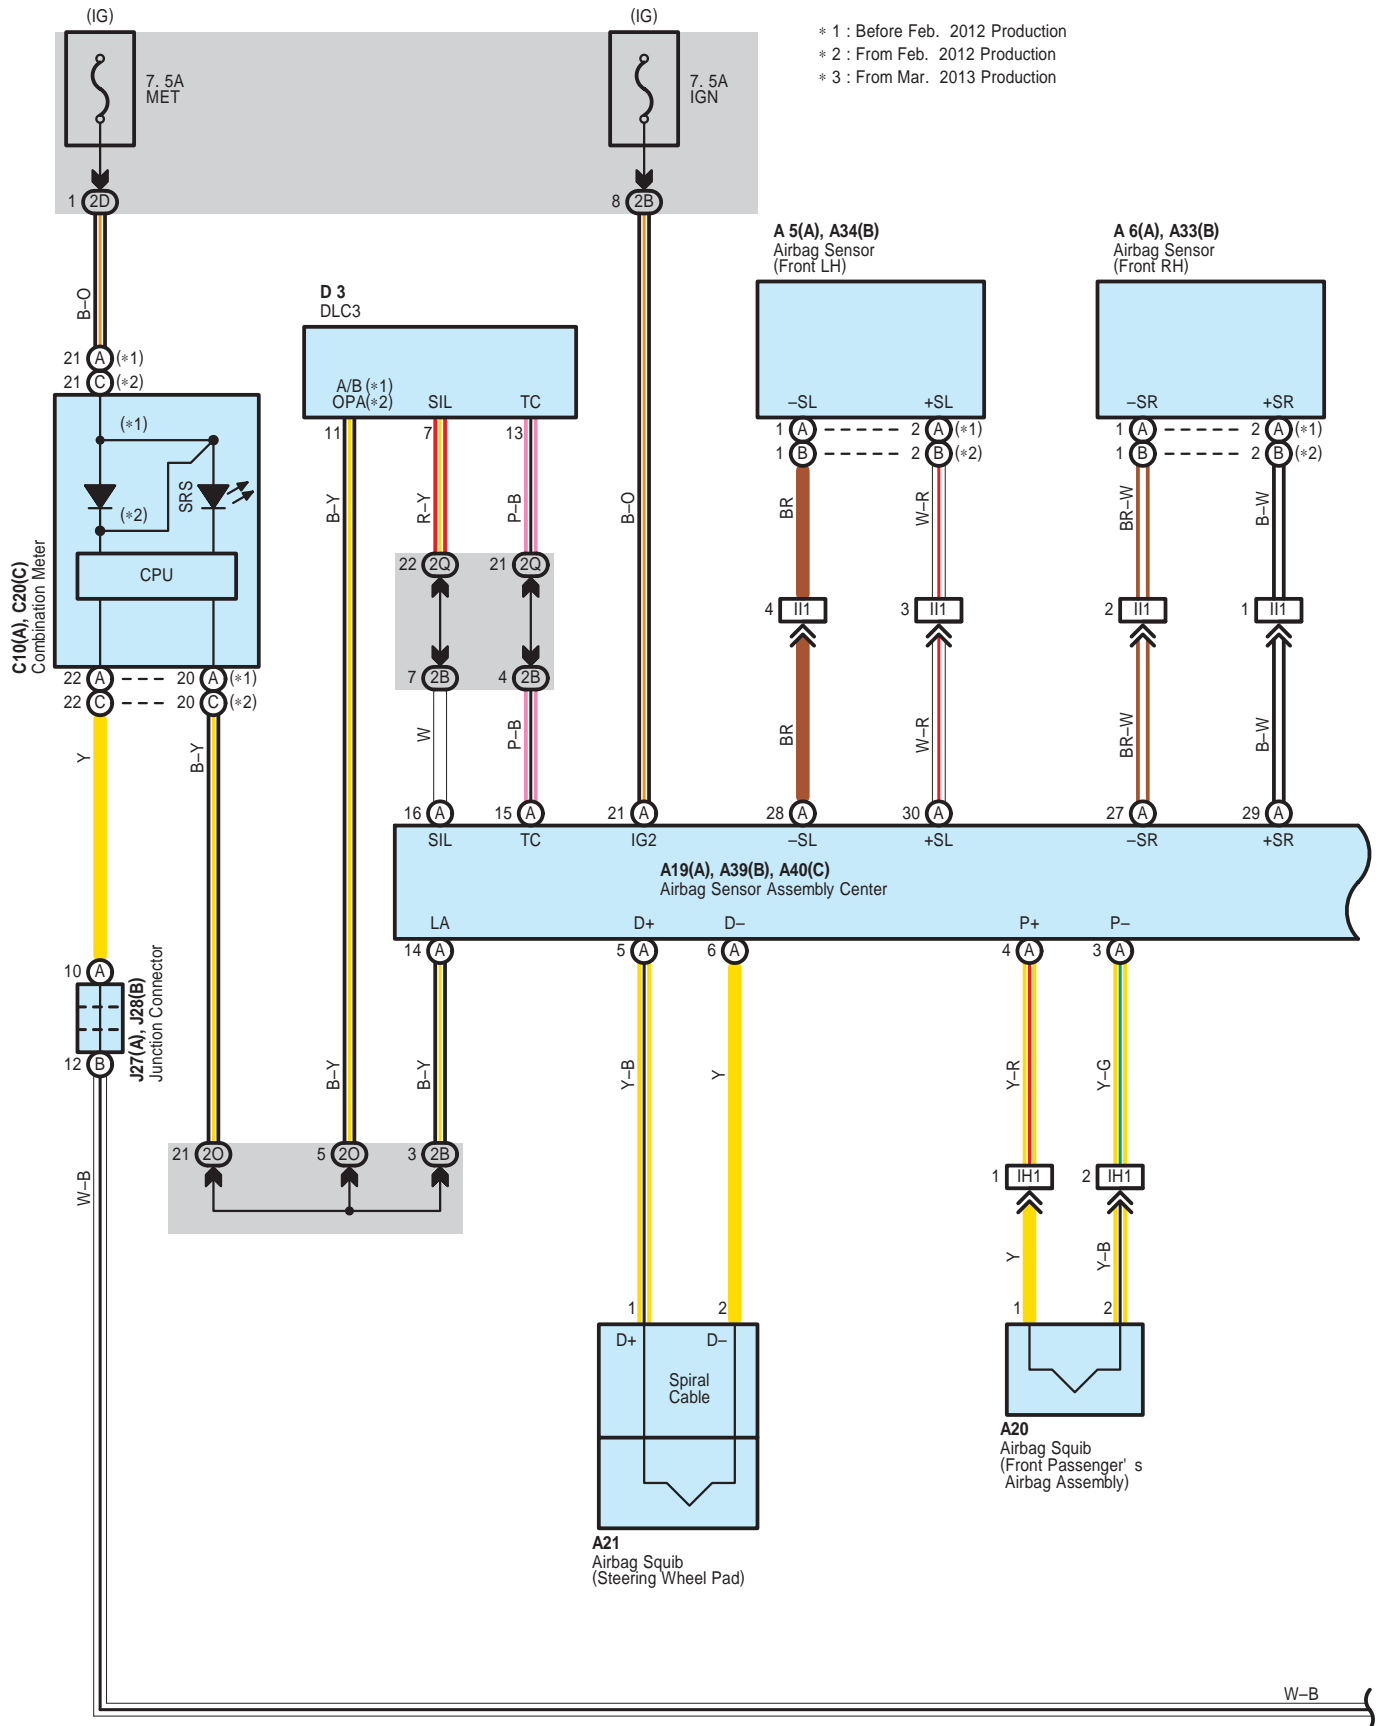 (IG)
(IG)
* 1 : Before Feb. 2012 Production
* 2 : From Feb. 2012 Production
* 3 : From Mar. 2013 Production
7. 5A
MET
7. 5A
IGN
1 2D
8 2B
B–O
A 5(A), A34(B)
Airbag Sensor
(Front LH)
A 6(A), A33(B)
Airbag Sensor
(Front RH)
D 3
DLC3
21 A (*1)
21 C (*2)
A/B (*1)
OPA(*2)
SIL
TC
–SL
+SL
–SR
+SR
11
7
13
1 A
2 A (*1)
1 B
2 B (*2)
1 A
2 A (*1)
1 B
2 B (*2)
(*1)
(*2)
SRS
CPU
C10(A), C20(C)
Combination Meter
B–Y
R–Y
P–B
B–O
BR
W–R
BR–W
B–W
22 2Q
21 2Q
4 II1
3 II1
2 II1
1 II1
22 A
20 A (*1)
22 C
20 C (*2)
7 2B
4 2B
Y
B–Y
W
P–B
BR
W–R
BR–W
B–W
16 A
15 A
21 A
28 A
30 A
27 A
29 A
SIL
TC
IG2
–SL
+SL
–SR
+SR
A19(A), A39(B), A40(C)
Airbag Sensor Assembly Center
LA
D+
D–
P+
P–
14 A
5 A
6 A
4 A
3 A
10 A
J27(A), J28(B)
Junction Connector
12 B
B–Y
B–Y
Y–B
Y
Y–R
Y–G
21 2O
5 2O
3 2B
W–B
1 IH1
2 IH1
Y
Y–B
1
2
1
2
D+
D–
Spiral
Cable
A20
Airbag Squib
(Front Passenger' s
Airbag Assembly)
A21
Airbag Squib
(Steering Wheel Pad)
W–B